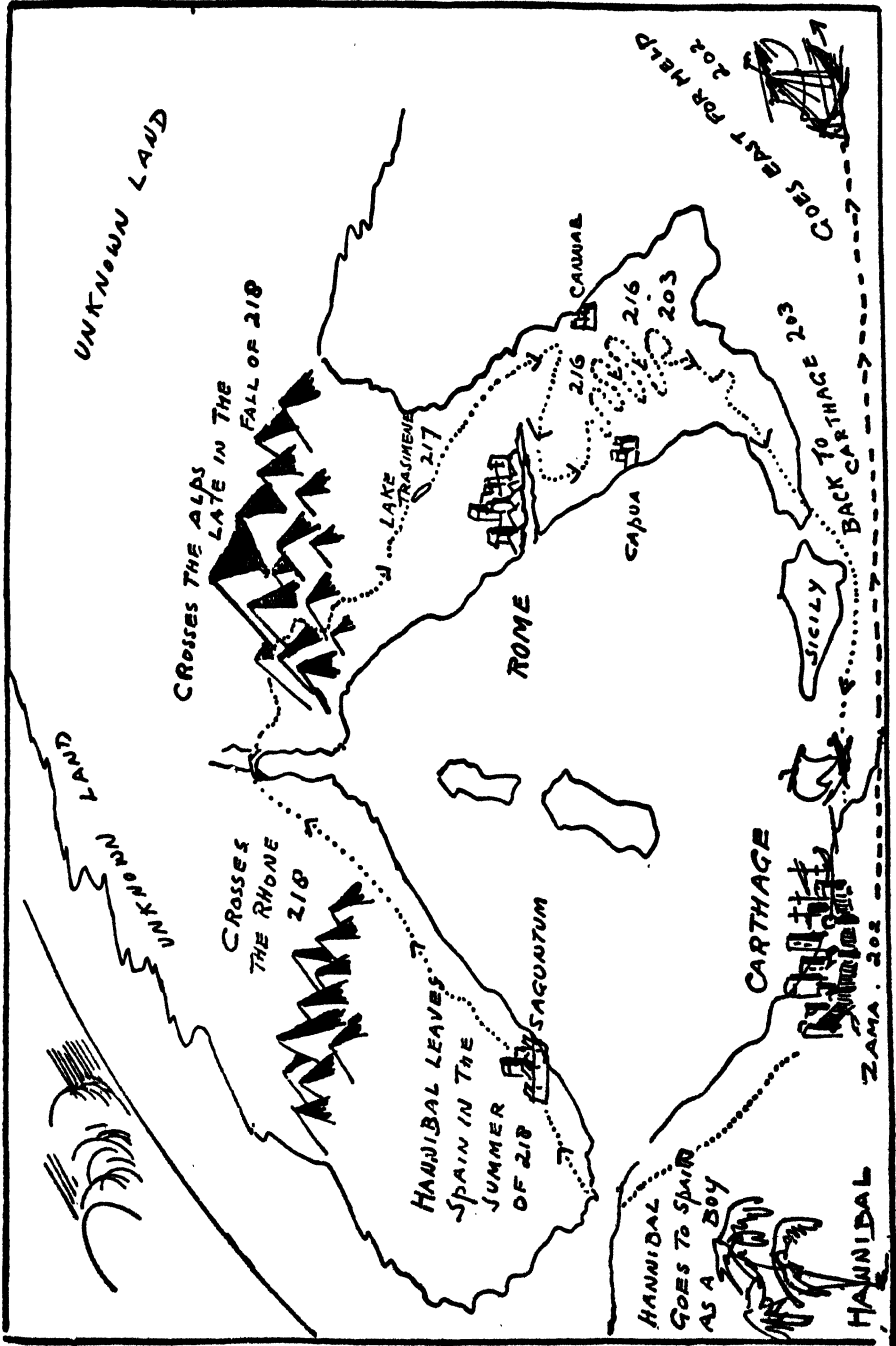 UNKNOWN LAND
UNKNOWN LAND
CROSSES THE ALPS
LATE IN THE
FALL OF 218
CROSSES
THE RHONE
218
LAKE
TRASIMENE
217
HANNIBAL LEAVES
SPAIN IN THE
SUMMER
OF 218
SAGUNTUM
ROME
CANNAE
216
216
-
203
CAPUA
GOES EAST FOR HELP
202
HANNIBAL
GOES TO SPAIN
AS A BOY
CARTHAGE
SICILY
BACK TO
CARTHAGE 203
HANNIBAL
ZAMA. 202